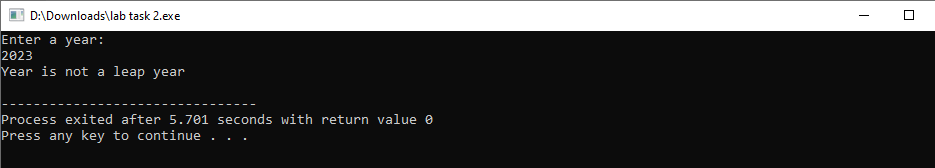 D:\Downloads\lab task 2.exe
Enter a year:
2023
Year is not a leap year
--------------------------------
Process exited after 5.701 seconds with return value 0
Press any key to continue . . .